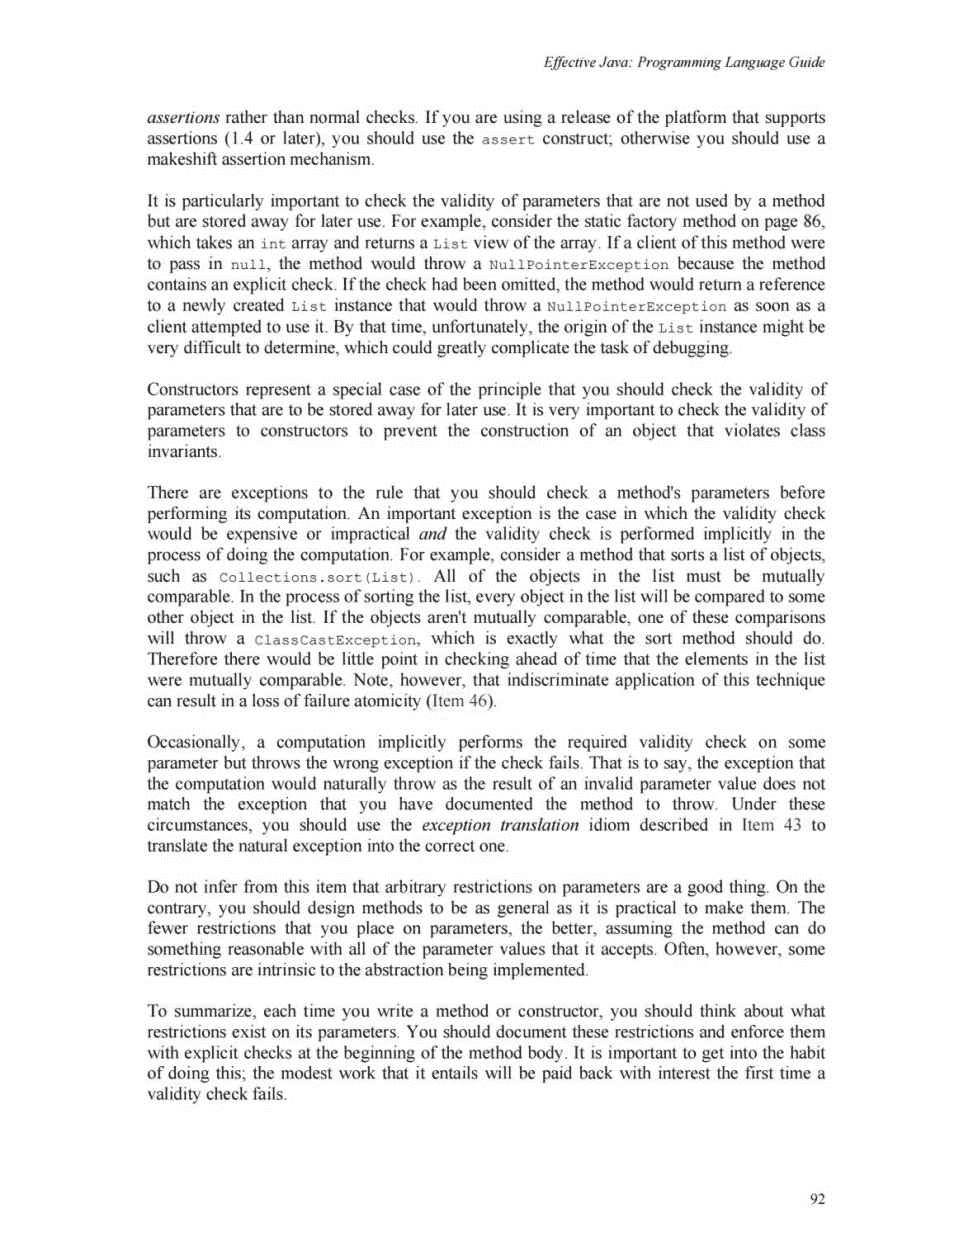 Effective Java: Programming Language Guide
assertions rather than normal checks. If you are using a release of the platform that supports
assertions (1.4 or later), you should use the assert construct; otherwise you should use a
makeshift assertion mechanism.
It is particularly important to check the validity of parameters that are not used by a method
but are stored away for later use. For example, consider the static factory method on page 86,
which takes an int array and returns a List view of the array. If a client of this method were
to pass in null, the method would throw a NullPointerException because the method
contains an explicit check. If the check had been omitted, the method would return a reference
to a newly created List instance that would throw a NullPointerException as soon as a
client attempted to use it. By that time, unfortunately, the origin of the List instance might be
very difficult to determine, which could greatly complicate the task of debugging.
Constructors represent a special case of the principle that you should check the validity of
parameters that are to be stored away for later use. It is very important to check the validity of
parameters to constructors to prevent the construction of an object that violates class
invariants.
There are exceptions to the rule that you should check a method's parameters before
performing its computation. An important exception is the case in which the validity check
would be expensive or impractical and the validity check is performed implicitly in the
process of doing the computation. For example, consider a method that sorts a list of objects,
such as Collections.sort(List). All of the objects in the list must be mutually
comparable. In the process of sorting the list, every object in the list will be compared to some
other object in the list. If the objects aren't mutually comparable, one of these comparisons
will throw a ClassCastException, which is exactly what the sort method should do.
Therefore there would be little point in checking ahead of time that the elements in the list
were mutually comparable. Note, however, that indiscriminate application of this technique
can result in a loss of failure atomicity (Item 46).
Occasionally, a computation implicitly performs the required validity check on some
parameter but throws the wrong exception if the check fails. That is to say, the exception that
the computation would naturally throw as the result of an invalid parameter value does not
match the exception that you have documented the method to throw. Under these
circumstances, you should use the exception translation idiom described in Item 43 to
translate the natural exception into the correct one.
Do not infer from this item that arbitrary restrictions on parameters are a good thing. On the
contrary, you should design methods to be as general as it is practical to make them. The
fewer restrictions that you place on parameters, the better, assuming the method can do
something reasonable with all of the parameter values that it accepts. Often, however, some
restrictions are intrinsic to the abstraction being implemented.
To summarize, each time you write a method or constructor, you should think about what
restrictions exist on its parameters. You should document these restrictions and enforce them
with explicit checks at the beginning of the method body. It is important to get into the habit
of doing this; the modest work that it entails will be paid back with interest the first time a
validity check fails.
92